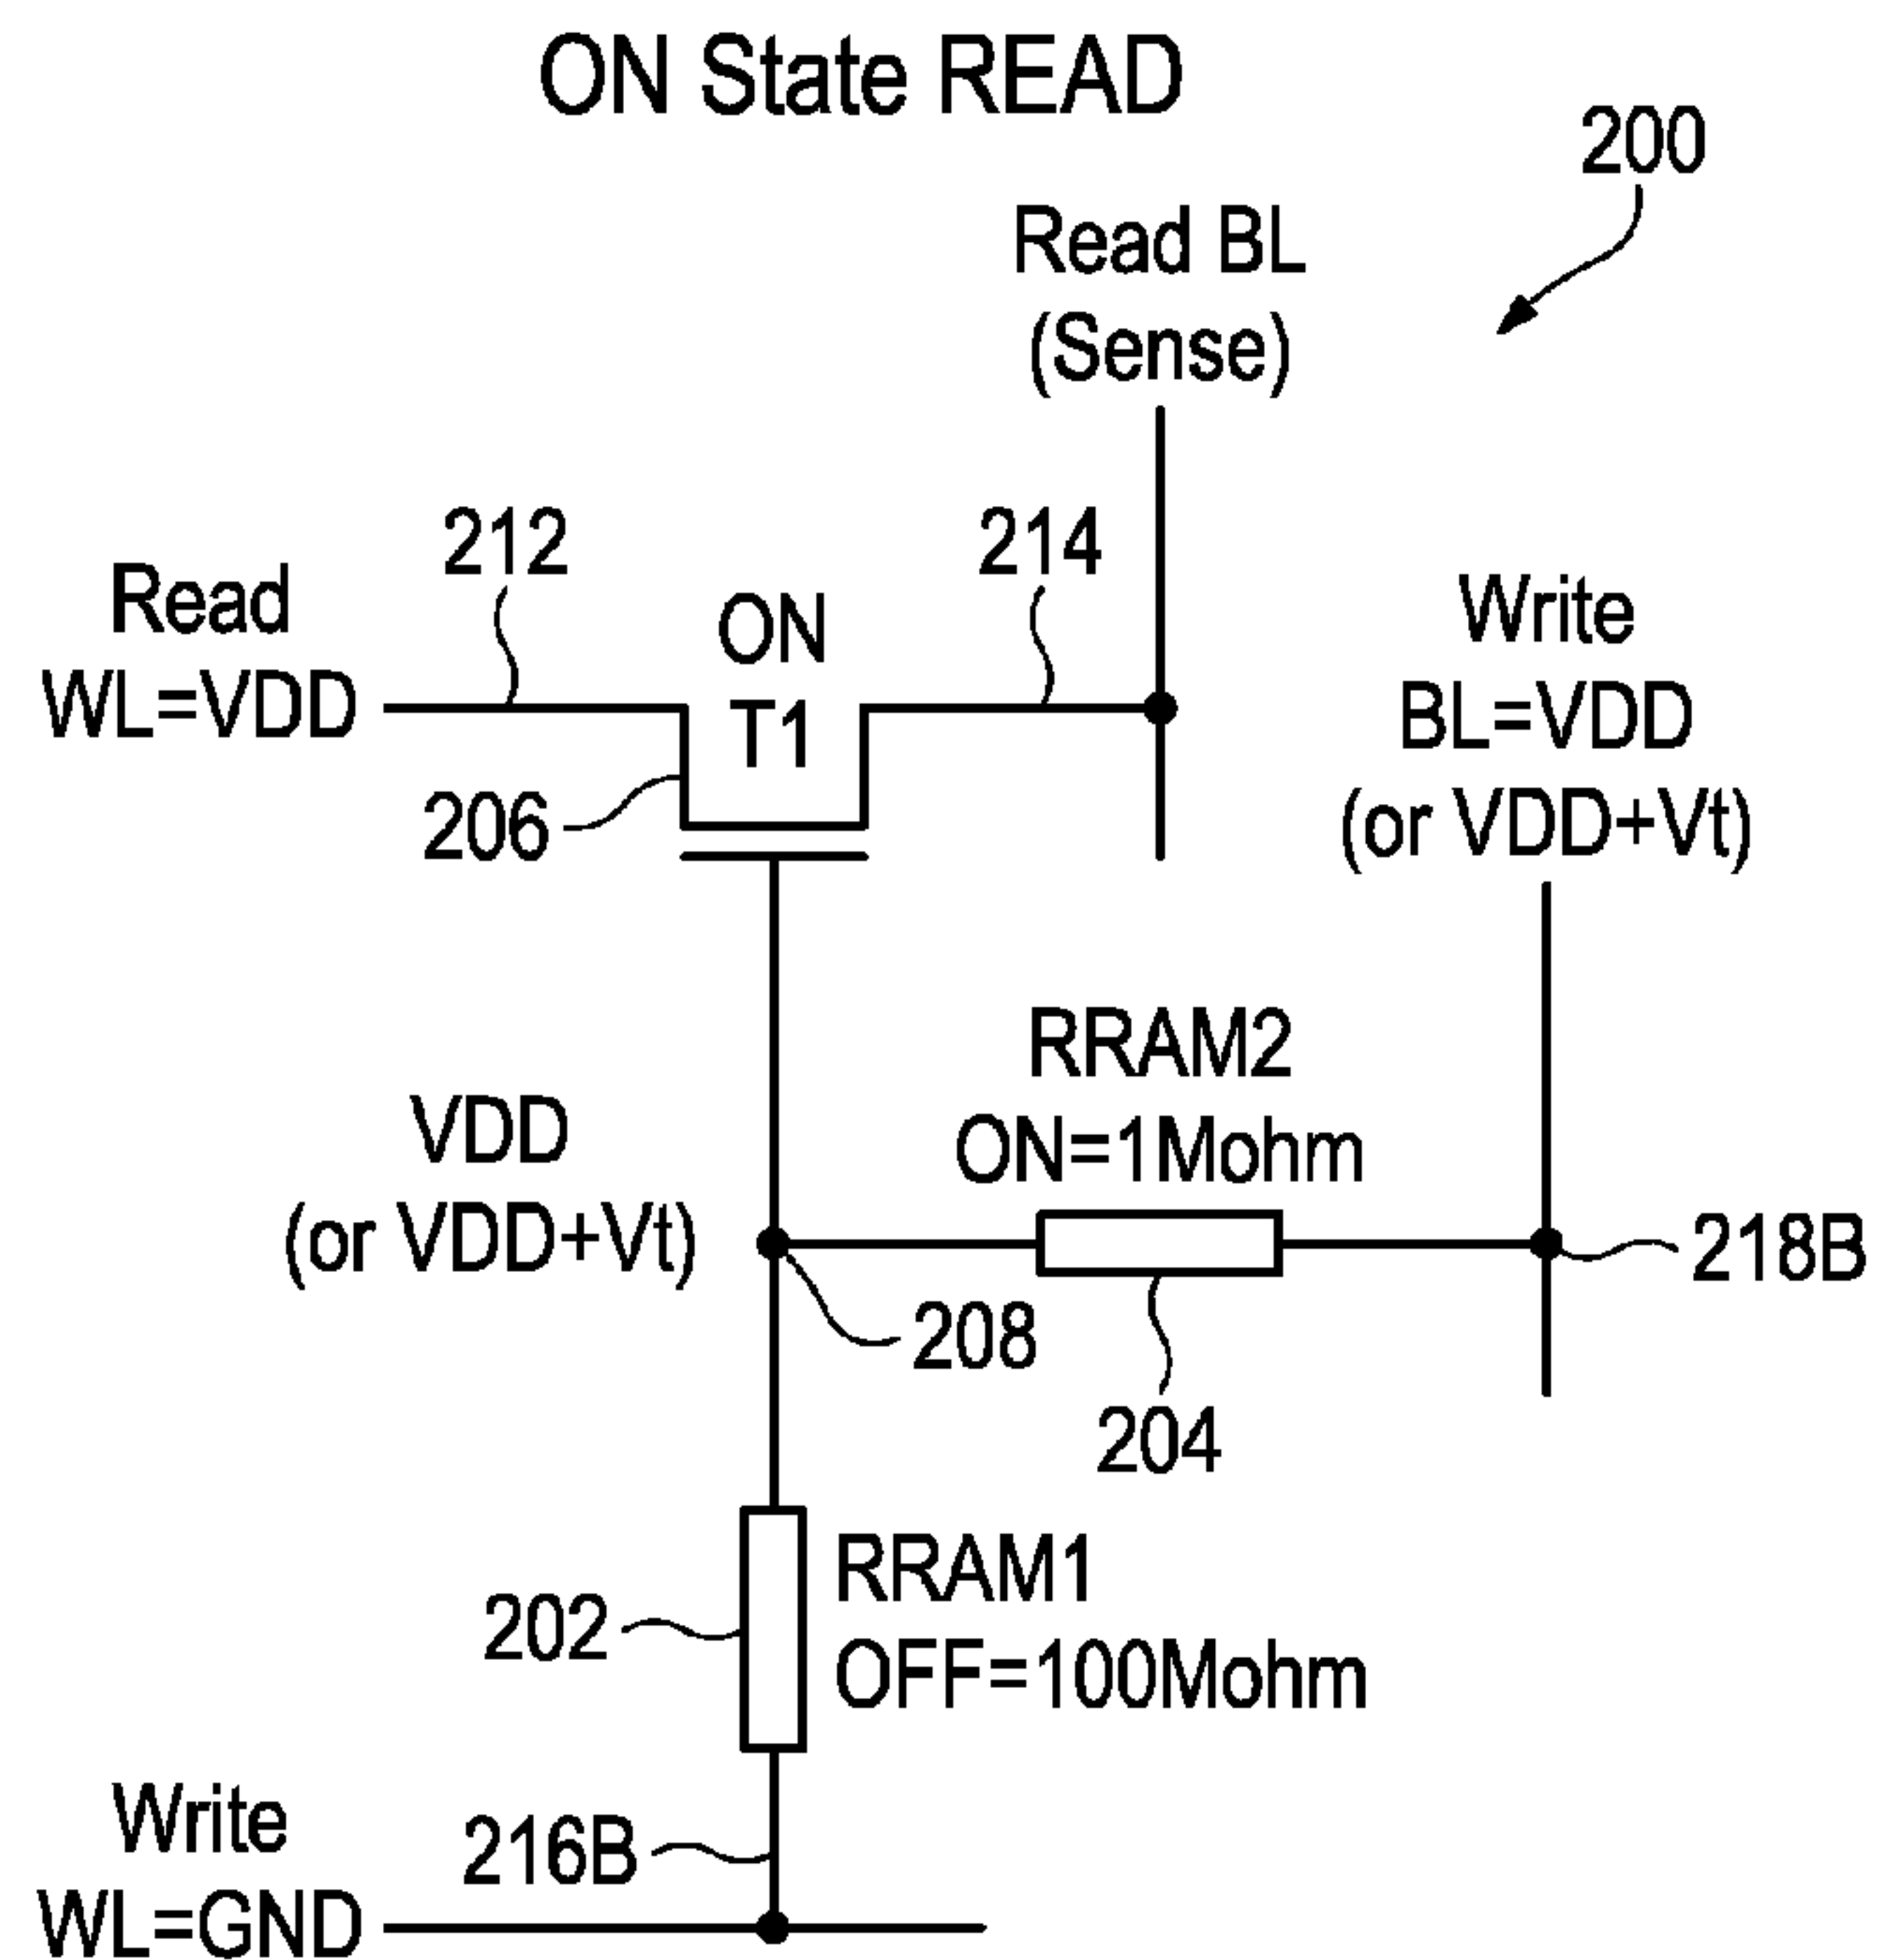 ON State READ
200
Read BL
(Sense)
212
214
Read
WL=VDD
ON
T1
206
Write
BL=VDD
(or VDD+Vt)
RRAM2
ON=1Mohm
VDD
(or VDD+Vt)
218B
208
204
RRAM1
OFF=100Mohm
202
216B
Write
WL=GND